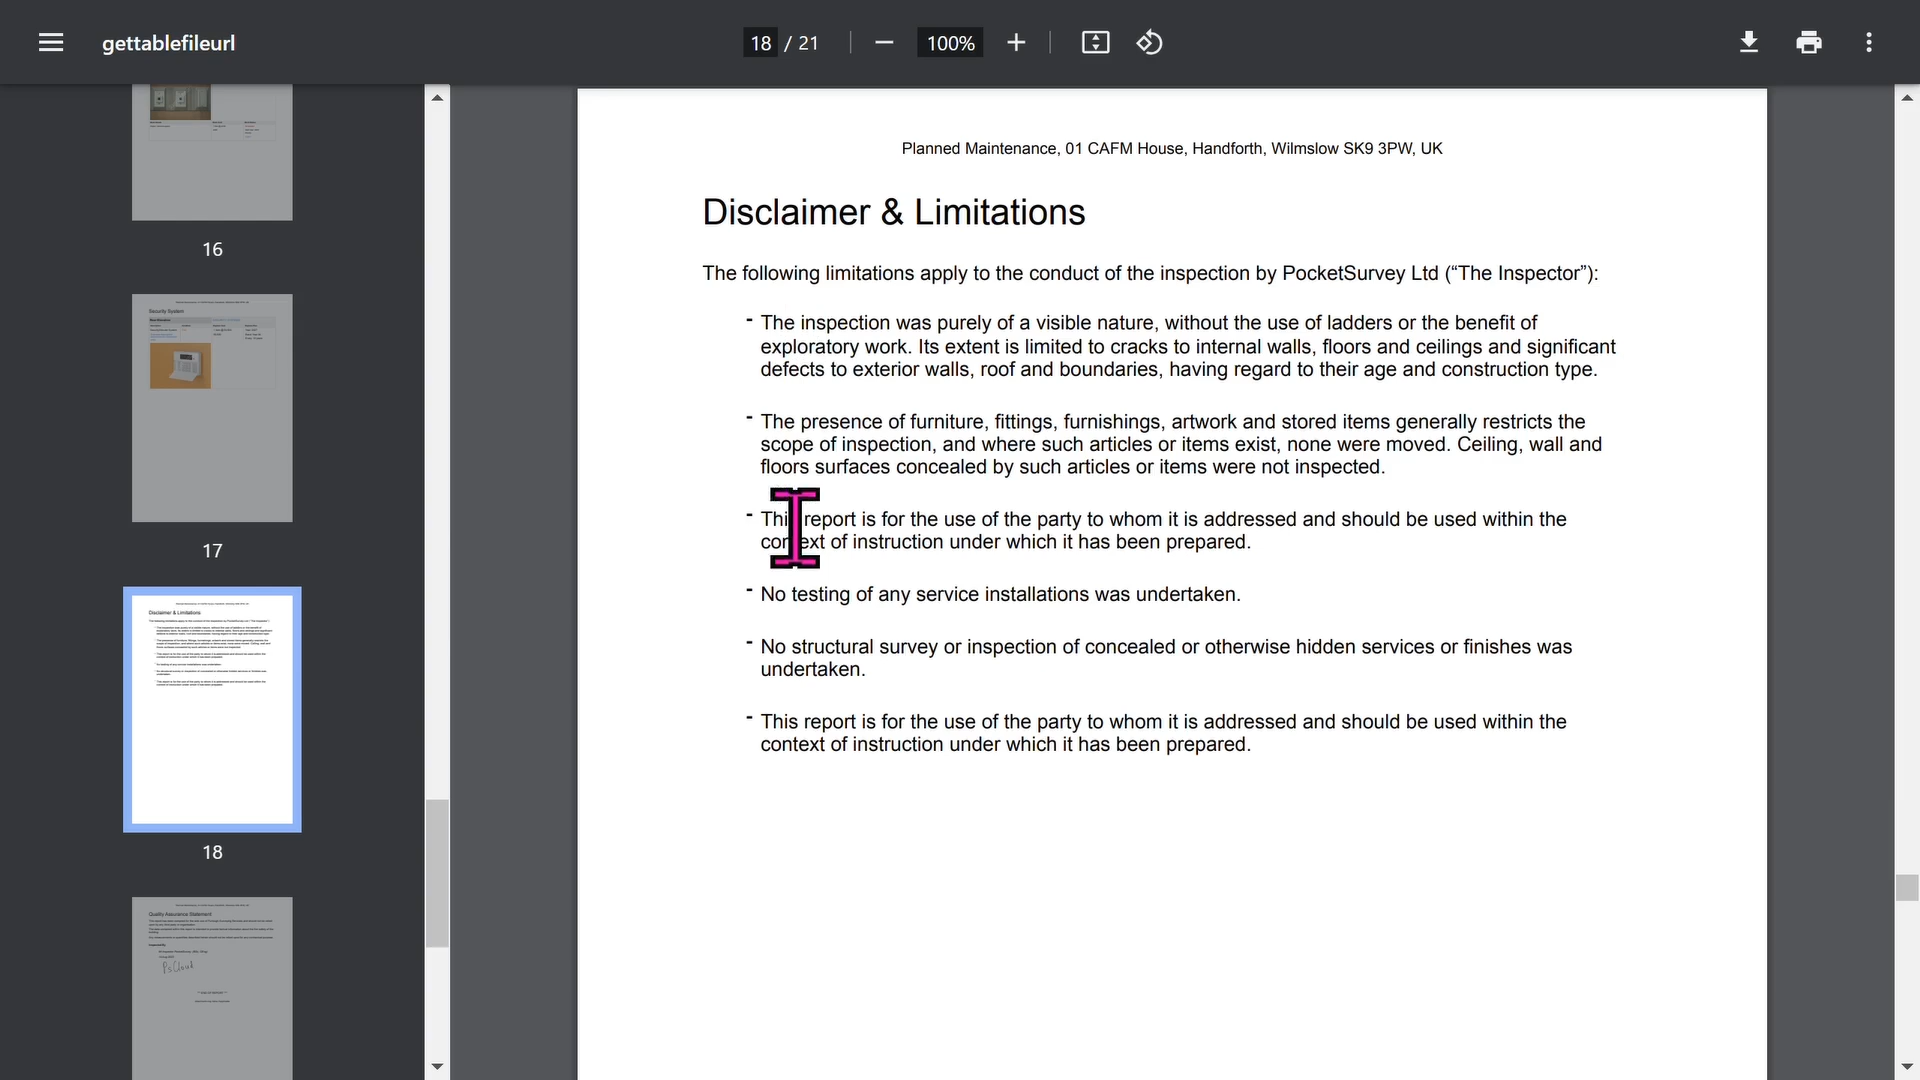 gettablefileurl
18 / 21
100%
16
Security System
17
Disclaimer & Limitations
18
Quality Assurance Statement
PsCloud
Planned Maintenance, 01 CAFM House, Handforth, Wilmslow SK9 3PW, UK
Disclaimer & Limitations
The following limitations apply to the conduct of the inspection by PocketSurvey Ltd (“The Inspector”):
- The inspection was purely of a visible nature, without the use of ladders or the benefit of
exploratory work. Its extent is limited to cracks to internal walls, floors and ceilings and significant
defects to exterior walls, roof and boundaries, having regard to their age and construction type.
- The presence of furniture, fittings, furnishings, artwork and stored items generally restricts the
scope of inspection, and where such articles or items exist, none were moved. Ceiling, wall and
floors surfaces concealed by such articles or items were not inspected.
- This report is for the use of the party to whom it is addressed and should be used within the
context of instruction under which it has been prepared.
- No testing of any service installations was undertaken.
- No structural survey or inspection of concealed or otherwise hidden services or finishes was
undertaken.
- This report is for the use of the party to whom it is addressed and should be used within the
context of instruction under which it has been prepared.